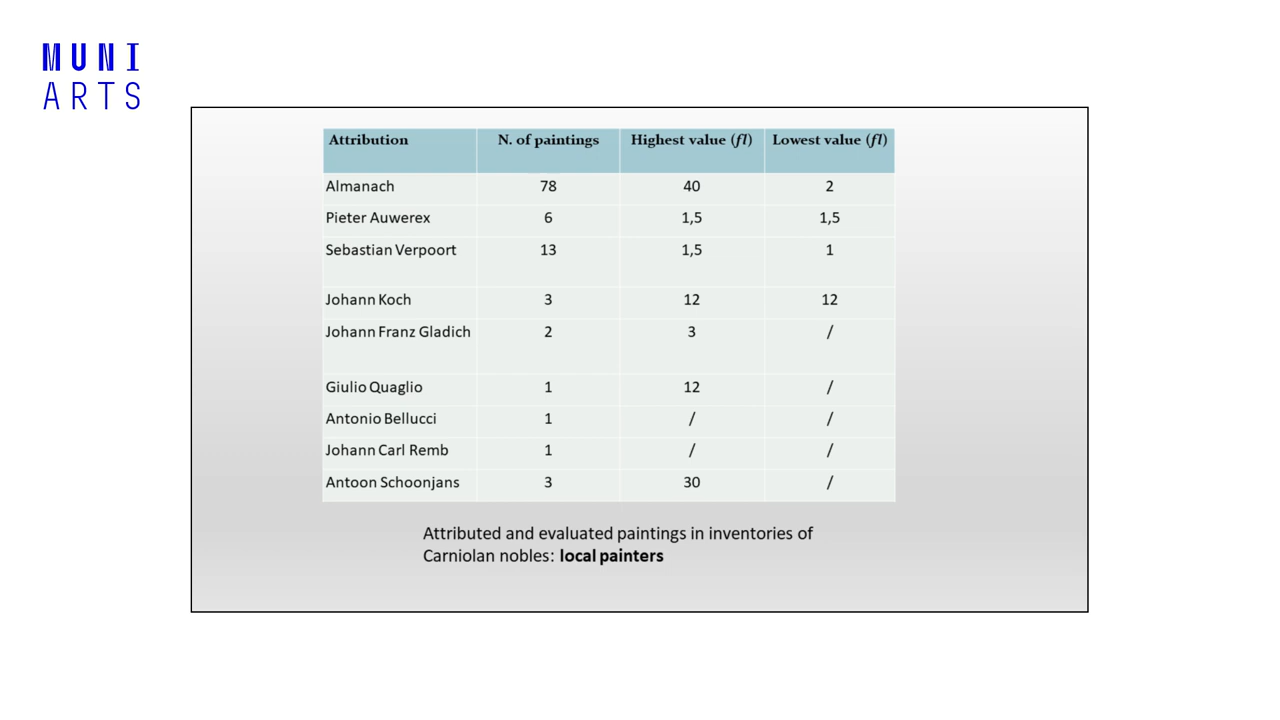 MUNI
ARTS
Attribution N. of paintings Highest value (fl) Lowest value (fl)
Almanach 78 40 2
Pieter Auwerex 6 1,5 1,5
Sebastian Verpoort 13 1,5 1
Johann Koch 3 12 12
Johann Franz Gladich 2 3 /
Giulio Quaglio 1 12 /
Antonio Bellucci 1 / /
Johann Carl Remb 1 / /
Antoon Schoonjans 3 30 /
Attributed and evaluated paintings in inventories of
Carniolan nobles: local painters